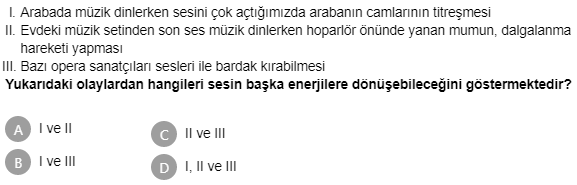 I. Arabada müzik dinlerken sesini çok açtığımızda arabanın camlarının titreşmesi
II. Evdeki müzik setinden son ses müzik dinlerken hoparlör önünde yanan mumun, dalgalanma
hareketi yapması
III. Bazı opera sanatçıları sesleri ile bardak kırabilmesi
Yukarıdaki olaylardan hangileri sesin başka enerjilere dönüşebileceğini göstermektedir?
A I ve II
C II ve III
B I ve III
D I, II ve III